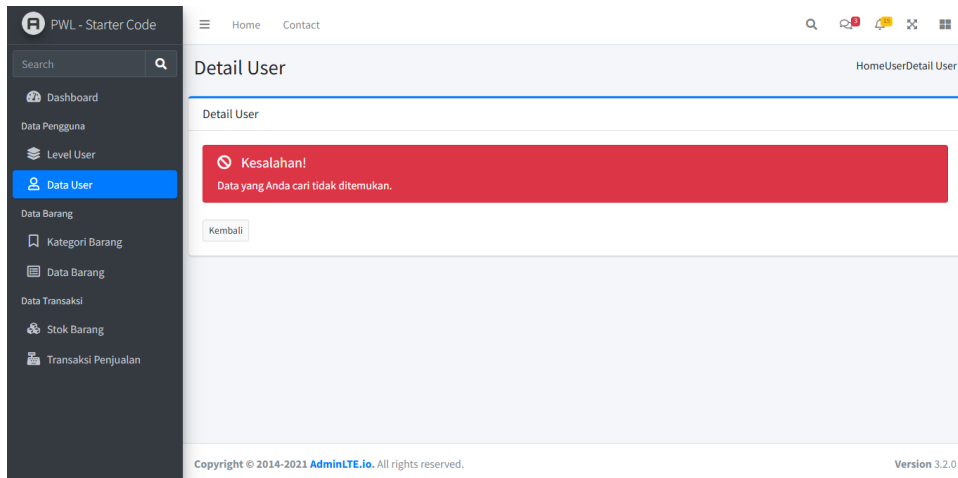 PWL - Starter Code
Home Contact
3
15
Search
Detail User
HomeUserDetail User
Dashboard
Data Pengguna
Level User
Data User
Data Barang
Kategori Barang
Data Barang
Data Transaksi
Stok Barang
Transaksi Penjualan
Detail User
Kesalahan!
Data yang Anda cari tidak ditemukan.
Kembali
Copyright © 2014-2021 AdminLTE.io. All rights reserved.
Version 3.2.0